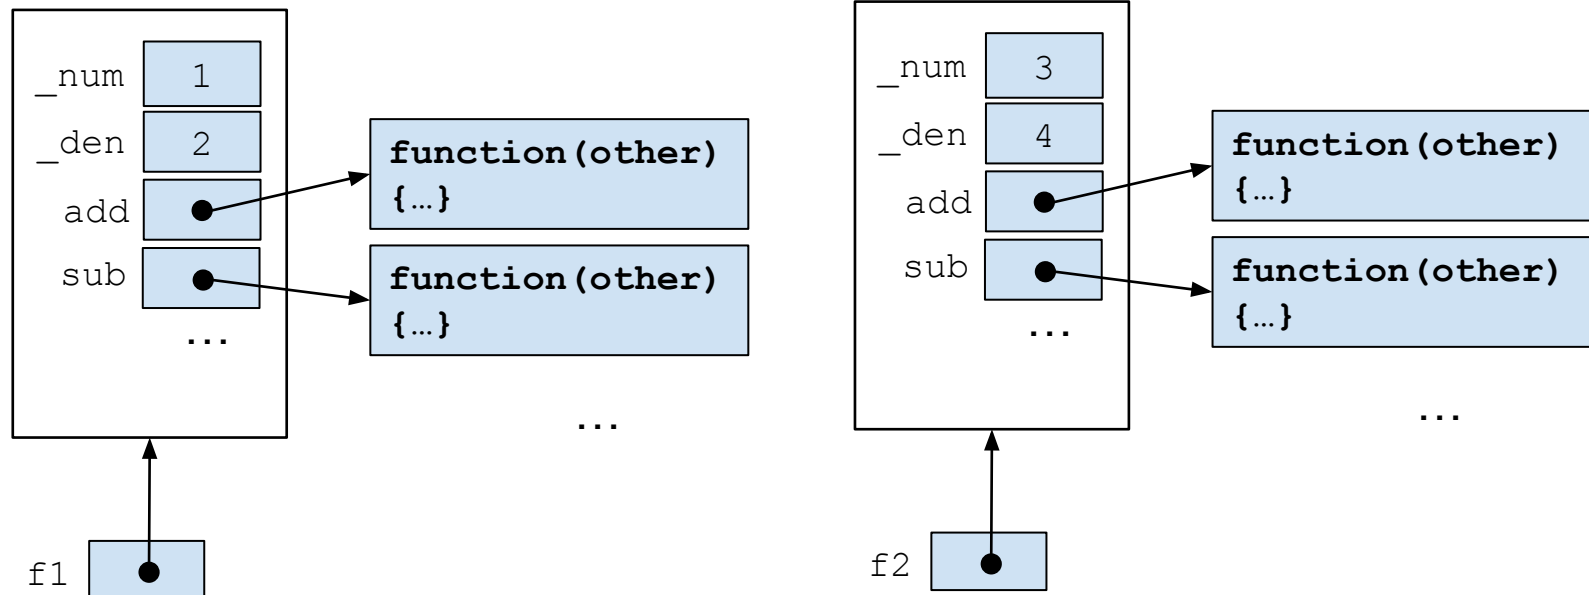 _num 1
_den 2
add
sub
...
function(other)
{…}
function(other)
{…}
...
f1
_num 3
_den 4
add
sub
...
function(other)
{…}
function(other)
{…}
...
f2